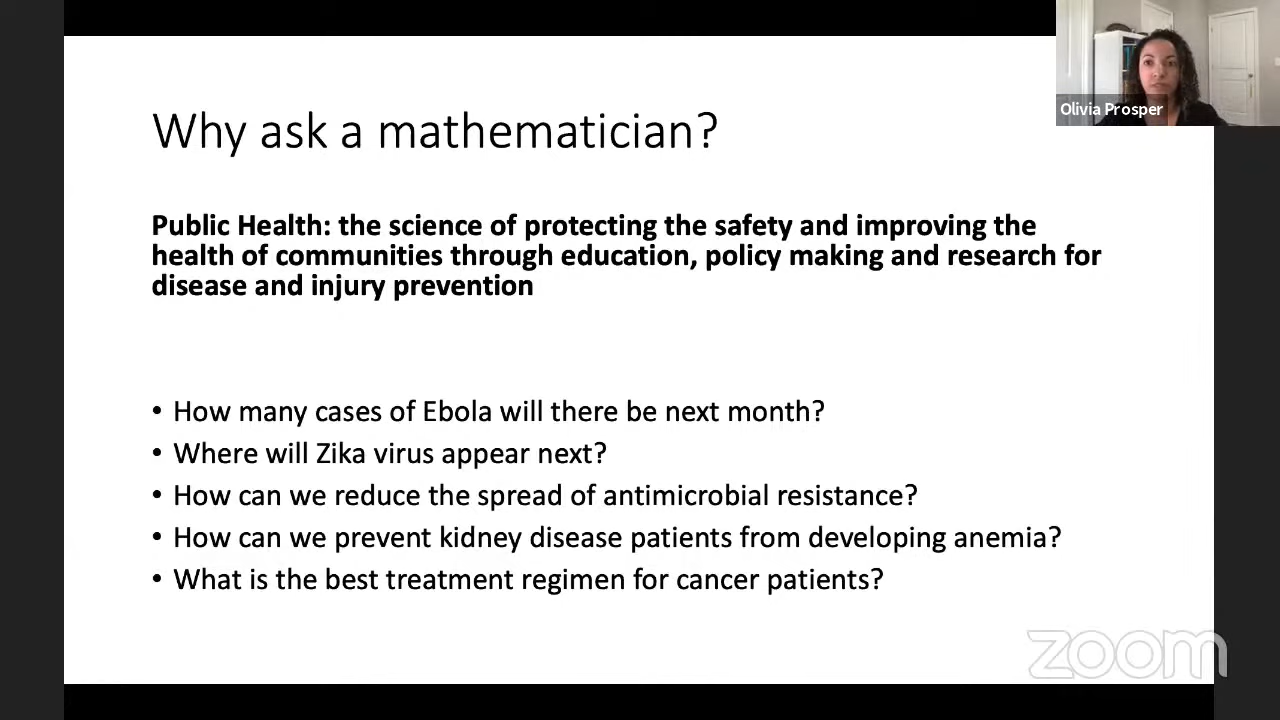 Olivia Prosper
Why ask a mathematician?
Public Health: the science of protecting the safety and improving the
health of communities through education, policy making and research for
disease and injury prevention
• How many cases of Ebola will there be next month?
• Where will Zika virus appear next?
• How can we reduce the spread of antimicrobial resistance?
• How can we prevent kidney disease patients from developing anemia?
• What is the best treatment regimen for cancer patients?
zoom